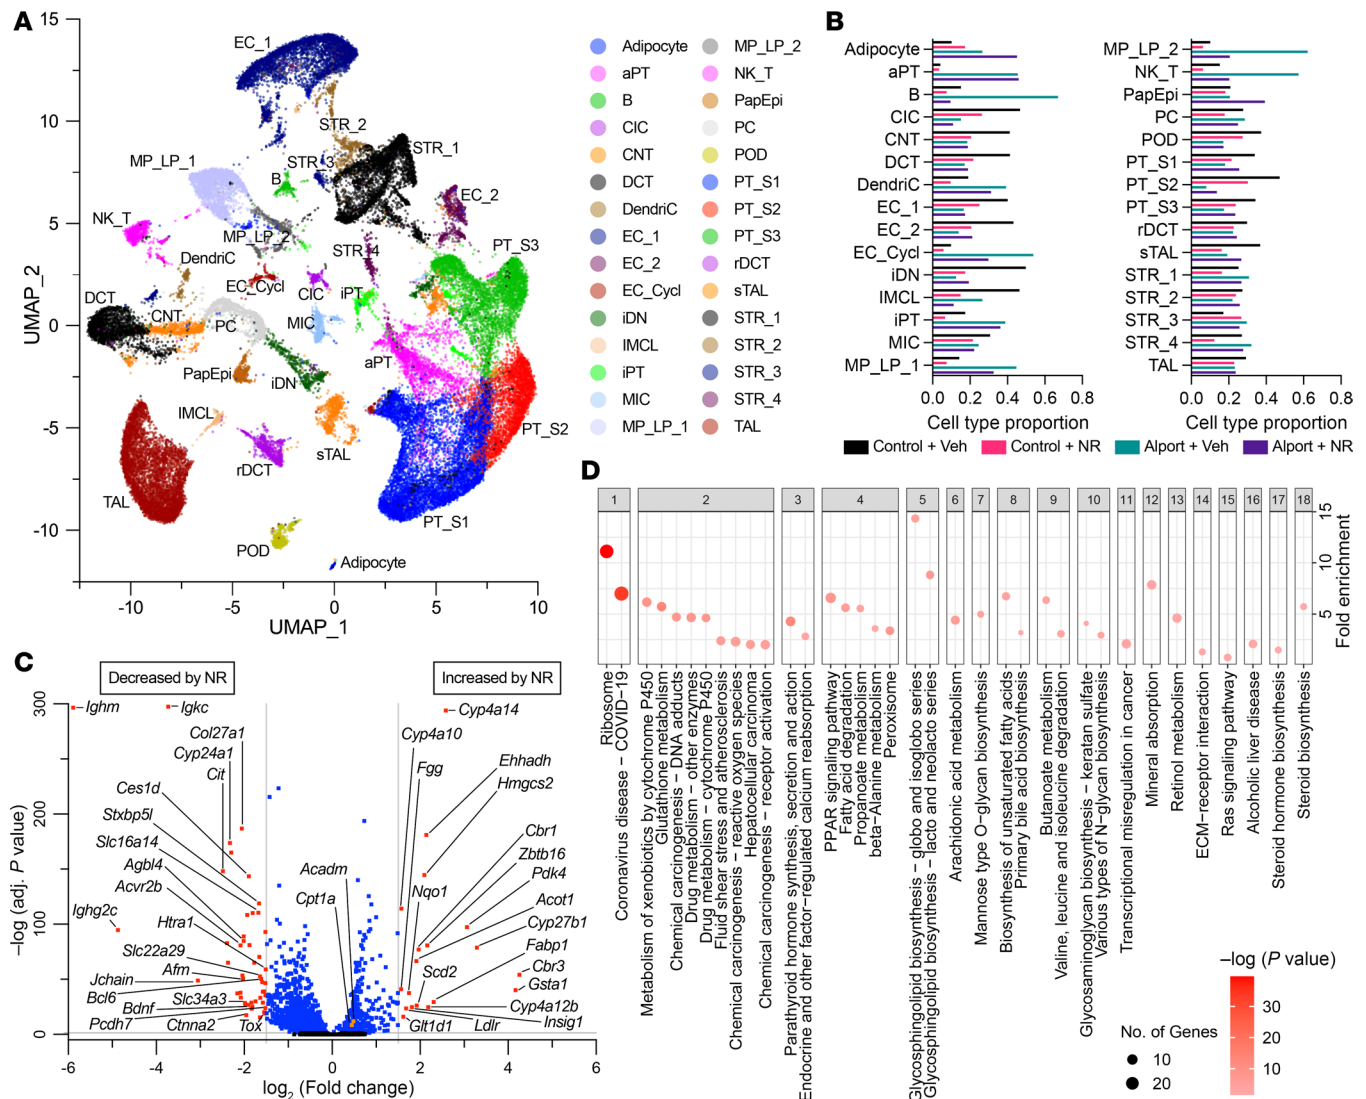 A
15
10
5
0
-5
-10
UMAP_2
-10
-5
0
5
10
UMAP_1
EC_1
STR_2
STR_1
MP_LP_1
STR_3
B
EC_2
NK_T
MP_LP_2
STR_4
PT_S3
DendriC
EC_Cycl
CIC
iPT
DCT
CNT
PC
MIC
aPT
PapEpi
iDN
IMCL
PT_S2
rDCT
sTAL
TAL
PT_S1
POD
Adipocyte
Adipocyte
aPT
B
CIC
CNT
DCT
DendriC
EC_1
EC_2
EC_Cycl
iDN
IMCL
iPT
MIC
MP_LP_1
MP_LP_2
NK_T
PapEpi
PC
POD
PT_S1
PT_S2
PT_S3
rDCT
sTAL
STR_1
STR_2
STR_3
STR_4
TAL
B
Adipocyte
aPT
B
CIC
CNT
DCT
DendriC
EC_1
EC_2
EC_Cycl
iDN
IMCL
iPT
MIC
MP_LP_1
0.0 0.2 0.4 0.6 0.8
Cell type proportion
MP_LP_2
NK_T
PapEpi
PC
POD
PT_S1
PT_S2
PT_S3
rDCT
sTAL
STR_1
STR_2
STR_3
STR_4
TAL
0.0 0.2 0.4 0.6 0.8
Cell type proportion
Control + Veh
Control + NR
Alport + Veh
Alport + NR
C
Decreased by NR
Increased by NR
300
200
100
0
–log (adj. P value)
-6 -4 -2 0 2 4 6
log2 (Fold change)
Ighm
Igkc
Col27a1
Cyp24a1
Cit
Ces1d
Stxbp5l
Slc16a14
Agbl4
Acvr2b
Ighg2c
Htra1
Slc22a29
Afm
Jchain
Bcl6
Slc34a3
Bdnf
Pcdh7
Ctnna2
Tox
Acadm
Cpt1a
Cyp4a14
Cyp4a10
Fgg
Ehhadh
Hmgcs2
Cbr1
Zbtb16
Pdk4
Nqo1
Acot1
Cyp27b1
Fabp1
Scd2
Cbr3
Gsta1
Cyp4a12b
Insig1
Glt1d1
Ldlr
D
1 2 3 4 5 6 7 8 9 10 11 12 13 14 15 16 17 18
15
10
5
Fold enrichment
Ribosome
Coronavirus disease – COVID–19
Metabolism of xenobiotics by cytochrome P450
Glutathione metabolism
Chemical carcinogenesis – DNA adducts
Drug metabolism – other enzymes
Drug metabolism – cytochrome P450
Fluid shear stress and atherosclerosis
Chemical carcinogenesis – reactive oxygen species
Hepatocellular carcinoma
Chemical carcinogenesis – receptor activation
Parathyroid hormone synthesis, secretion and action
Endocrine and other factor–regulated calcium reabsorption
PPAR signaling pathway
Fatty acid degradation
Propanoate metabolism
beta–Alanine metabolism
Peroxisome
Glycosphingolipid biosynthesis – globo and isoglobo series
Glycosphingolipid biosynthesis – lacto and neolacto series
Arachidonic acid metabolism
Mannose type O–glycan biosynthesis
Biosynthesis of unsaturated fatty acids
Primary bile acid biosynthesis
Butanoate metabolism
Valine, leucine and isoleucine degradation
Glycosaminoglycan biosynthesis – keratan sulfate
Various types of N–glycan biosynthesis
Transcriptional misregulation in cancer
Mineral absorption
Retinol metabolism
ECM–receptor interaction
Ras signaling pathway
Alcoholic liver disease
Steroid hormone biosynthesis
Steroid biosynthesis
No. of Genes
10
20
–log (P value)
30
20
10